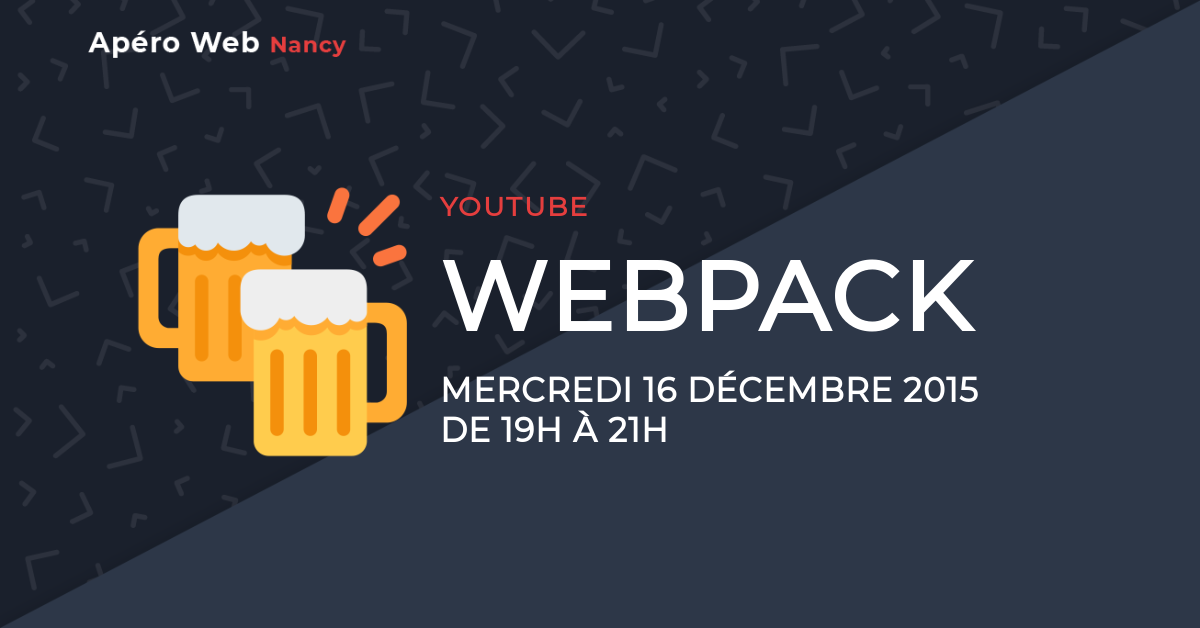 Apéro Web Nancy
YOUTUBE
WEBPACK
MERCREDI 16 DÉCEMBRE 2015
DE 19H À 21H